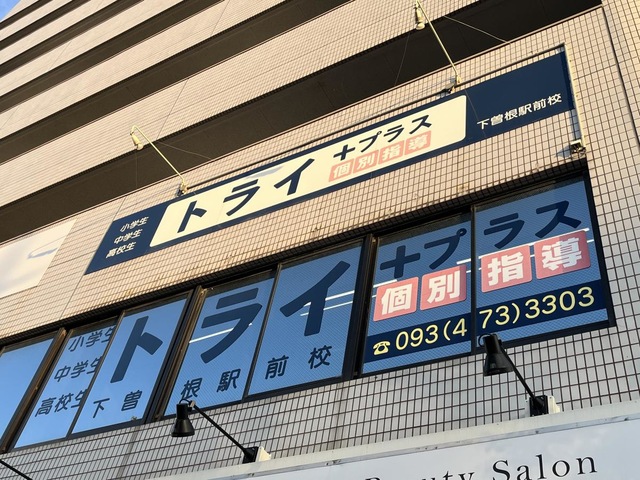 小学生
中学生
高校生
トライ
+プラス
個別指導
下曽根駅前校
小学生
中学生
高校生
トライ
+プラス
個別指導
下曽根駅前校
☎093(473)3303
Beauty Salon